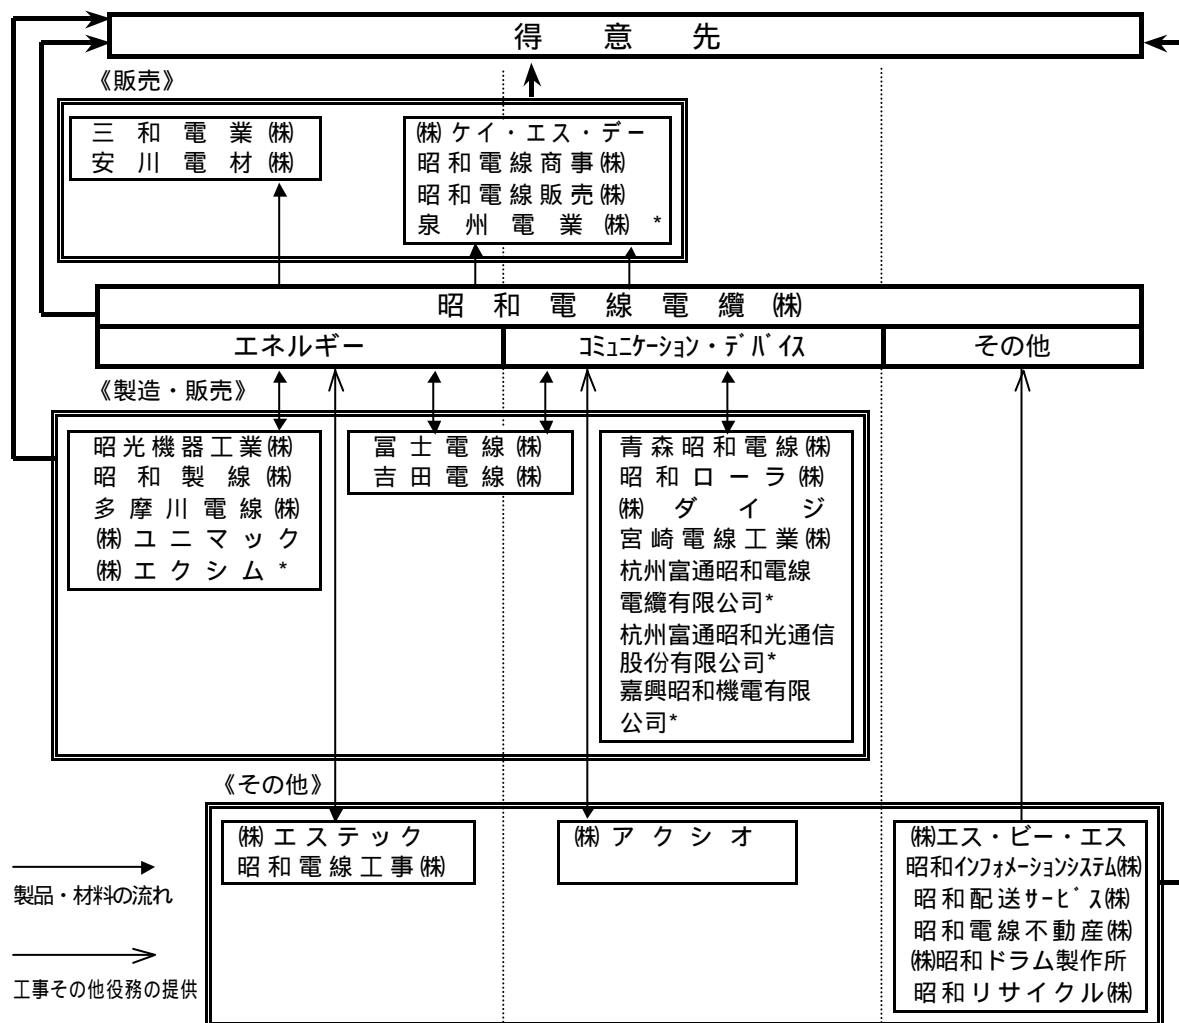 得意先
《販売》
三和電業㈱
安川電材㈱
㈱ケイ・エス・デー
昭和電線商事㈱
昭和電線販売㈱
泉州電業㈱ *
昭和電線電纜㈱
エネルギー
ｺﾐｭﾆｹｰｼｮﾝ・ﾃﾞﾊﾞｲｽ
その他
《製造・販売》
昭光機器工業㈱
昭和製線㈱
多摩川電線㈱
㈱ユニマック
㈱エクシム*
冨士電線㈱
吉田電線㈱
青森昭和電線㈱
昭和ローラ㈱
㈱ダイジ
宮崎電線工業㈱
杭州富通昭和電線
電纜有限公司*
杭州富通昭和光通信
股份有限公司*
嘉興昭和機電有限
公司*
《その他》
㈱エステック
昭和電線工事㈱
㈱アクシオ
㈱エス・ビー・エス
昭和ｲﾝﾌｫﾒｰｼｮﾝｼｽﾃﾑ㈱
昭和配送ｻｰﾋﾞｽ㈱
昭和電線不動産㈱
㈱昭和ドラム製作所
昭和リサイクル㈱
製品・材料の流れ
工事その他役務の提供